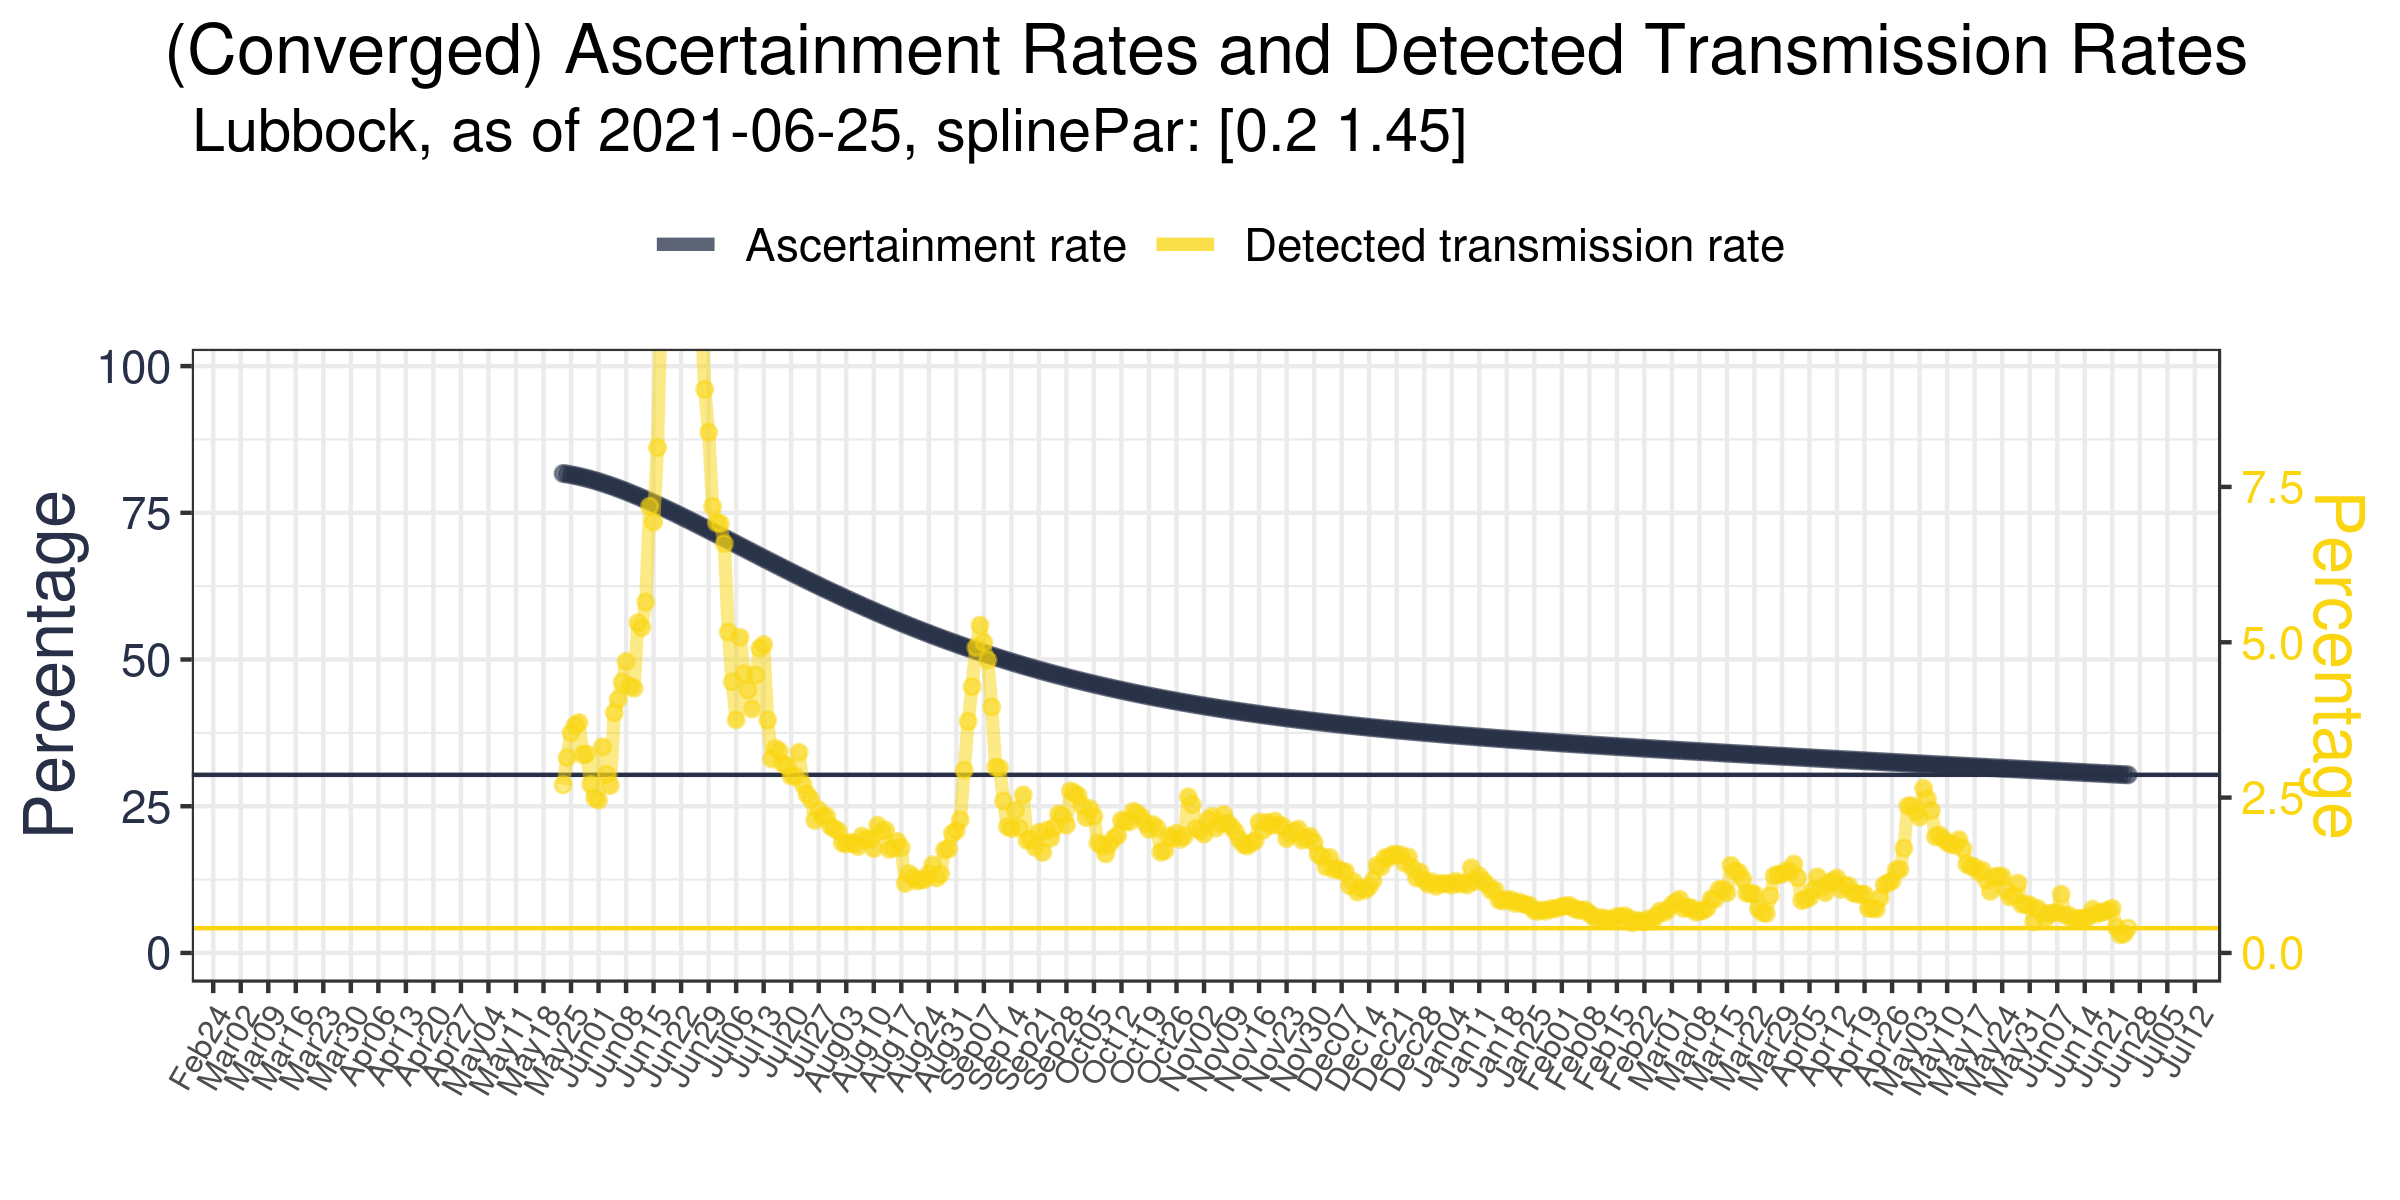 (Converged) Ascertainment Rates and Detected Transmission Rates
Lubbock, as of 2021-06-25, splinePar: [0.2 1.45]
Ascertainment rate
Detected transmission rate
Percentage
100
75
50
25
0
7.5
5.0
2.5
0.0
Percentage
Feb24
Mar02
Mar09
Mar16
Mar23
Mar30
Apr06
Apr13
Apr20
Apr27
May04
May11
May18
May25
Jun01
Jun08
Jun15
Jun22
Jun29
Jul06
Jul13
Jul20
Jul27
Aug03
Aug10
Aug17
Aug24
Aug31
Sep07
Sep14
Sep21
Sep28
Oct05
Oct12
Oct19
Oct26
Nov02
Nov09
Nov16
Nov23
Nov30
Dec07
Dec14
Dec21
Dec28
Jan04
Jan11
Jan18
Jan25
Feb01
Feb08
Feb15
Feb22
Mar01
Mar08
Mar15
Mar22
Mar29
Apr05
Apr12
Apr19
Apr26
May03
May10
May17
May24
May31
Jun07
Jun14
Jun21
Jun28
Jul05
Jul12